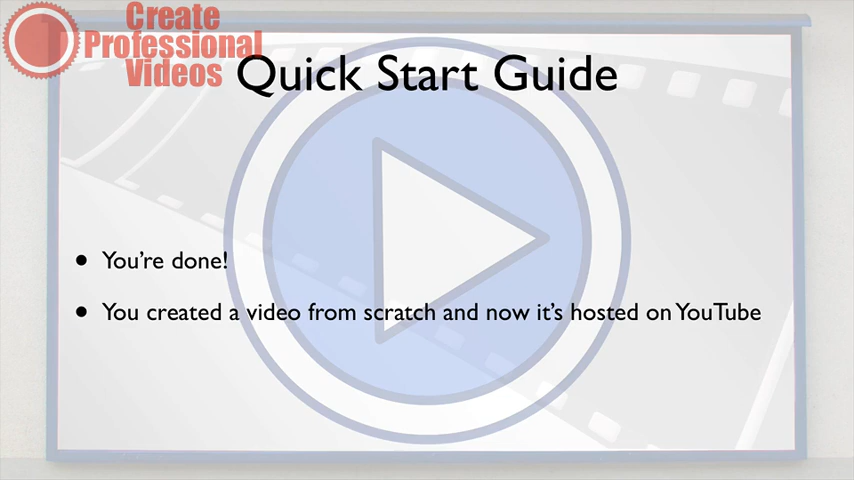 Create
Professional
Videos
Quick Start Guide
• You're done!
• You created a video from scratch and now it's hosted on YouTube